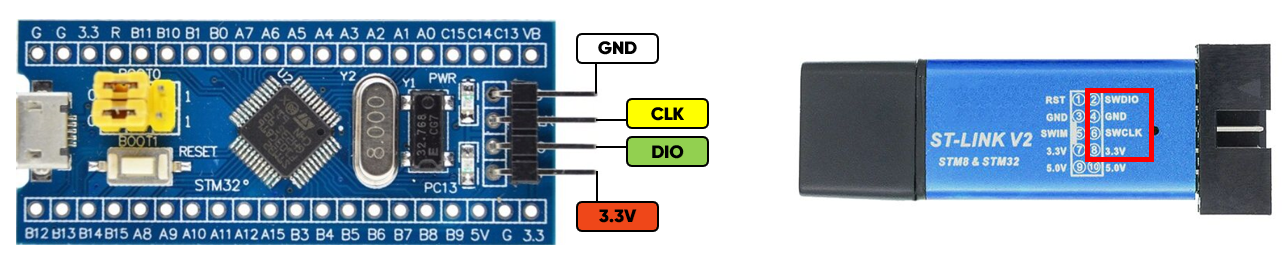 G G 3.3 R B11 B10 B1 B0 A7 A6 A5 A4 A3 A2 A1 A0 C15 C14 C13 VB
BOOT0
U2
Y2
Y1
PWR
1
1
8.000
32.768
BOOT1
RESET
STM32°
PC13
B12 B13 B14 B15 A8 A9 A10 A11 A12 A15 B3 B4 B5 B6 B7 B8 B9 5V G 3.3
GND
CLK
DIO
3.3V
ST-LINK V2
STM8 & STM32
RST 1 2 SWDIO
GND 3 4 GND
SWIM 5 6 SWCLK
3.3V 7 8 3.3V
5.0V 9 10 5.0V